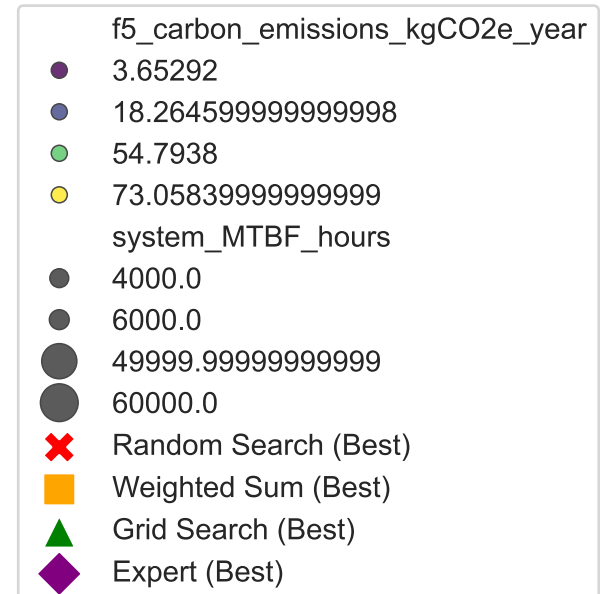 f5_carbon_emissions_kgCO2e_year
3.65292
18.264599999999998
54.7938
73.05839999999999
system_MTBF_hours
4000.0
6000.0
49999.99999999999
60000.0
Random Search (Best)
Weighted Sum (Best)
Grid Search (Best)
Expert (Best)